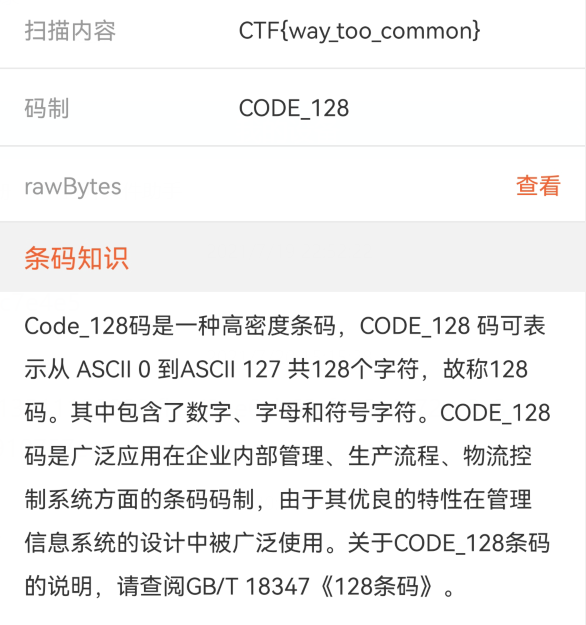 扫描内容 CTF{way_too_common}
码制 CODE_128
rawBytes 查看
条码知识
Code_128码是一种高密度条码，CODE_128 码可表
示从 ASCII 0 到ASCII 127 共128个字符，故称128
码。其中包含了数字、字母和符号字符。CODE_128
码是广泛应用在企业内部管理、生产流程、物流控
制系统方面的条码码制，由于其优良的特性在管理
信息系统的设计中被广泛使用。关于CODE_128条码
的说明，请查阅GB/T 18347《128条码》。